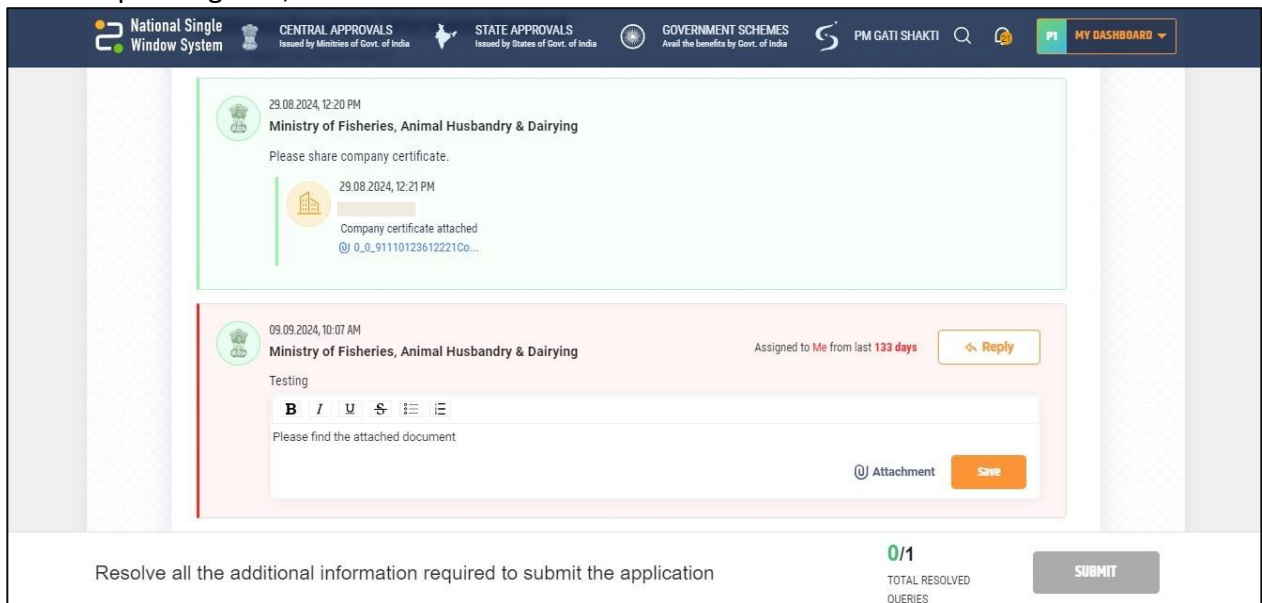 National Single
Window System
CENTRAL APPROVALS
Issued by Minitries of Govt. of India
STATE APPROVALS
Issued by States of Govt. of India
GOVERNMENT SCHEMES
Avail the benefits by Govt. of India
PM GATI SHAKTI
P1
MY DASHBOARD
29.08.2024, 12:20 PM
Ministry of Fisheries, Animal Husbandry & Dairying
Please share company certificate.
29.08.2024, 12:21 PM
Company certificate attached
0_0_91110123612221Co...
09.09.2024, 10:07 AM
Ministry of Fisheries, Animal Husbandry & Dairying
Assigned to Me from last 133 days
Reply
Testing
B I U S
Please find the attached document
Attachment
Save
Resolve all the additional information required to submit the application
0/1
TOTAL RESOLVED
QUERIES
SUBMIT